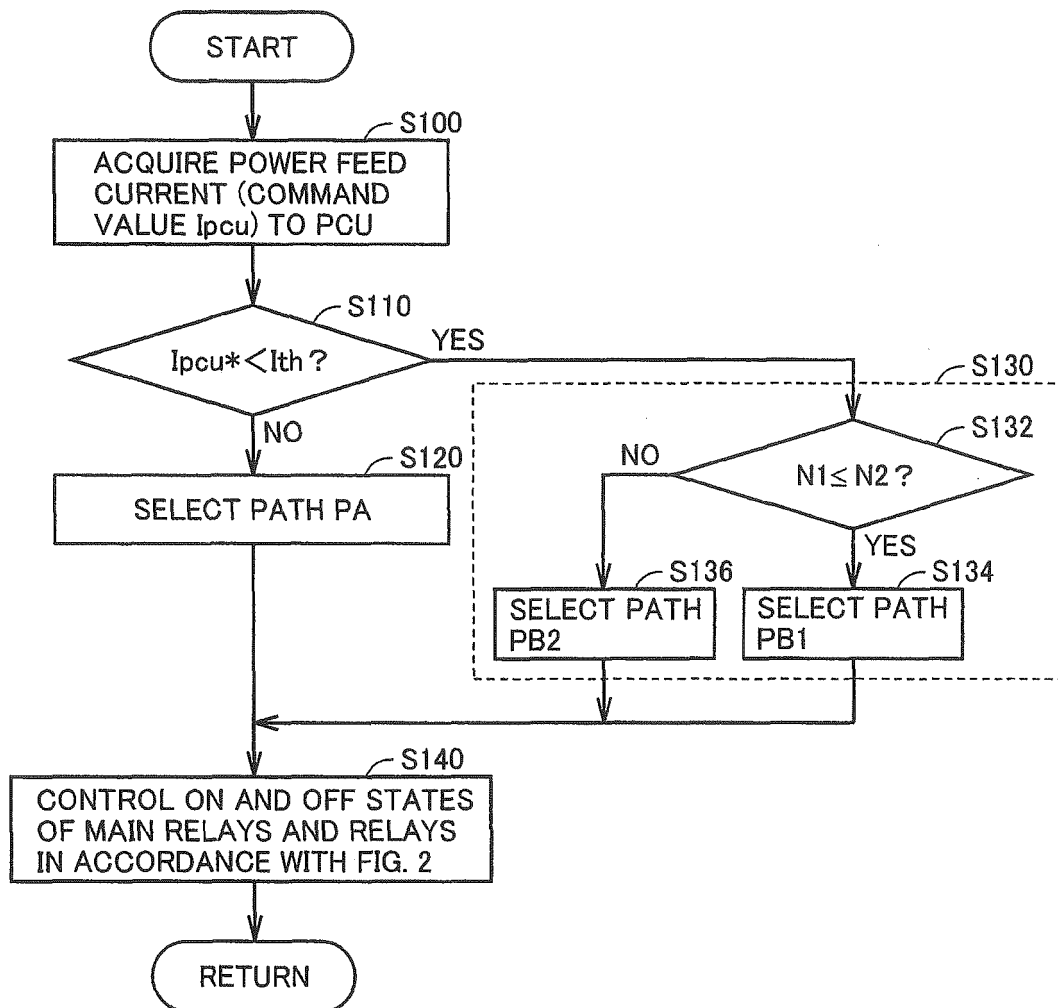 START
S100
ACQUIRE POWER FEED
CURRENT (COMMAND
VALUE Ipcu) TO PCU
S110
Ipcu*<Ith?
YES
NO
S120
SELECT PATH PA
S130
S132
N1≤N2?
NO
YES
S136
SELECT PATH
PB2
S134
SELECT PATH
PB1
S140
CONTROL ON AND OFF STATES
OF MAIN RELAYS AND RELAYS
IN ACCORDANCE WITH FIG. 2
RETURN